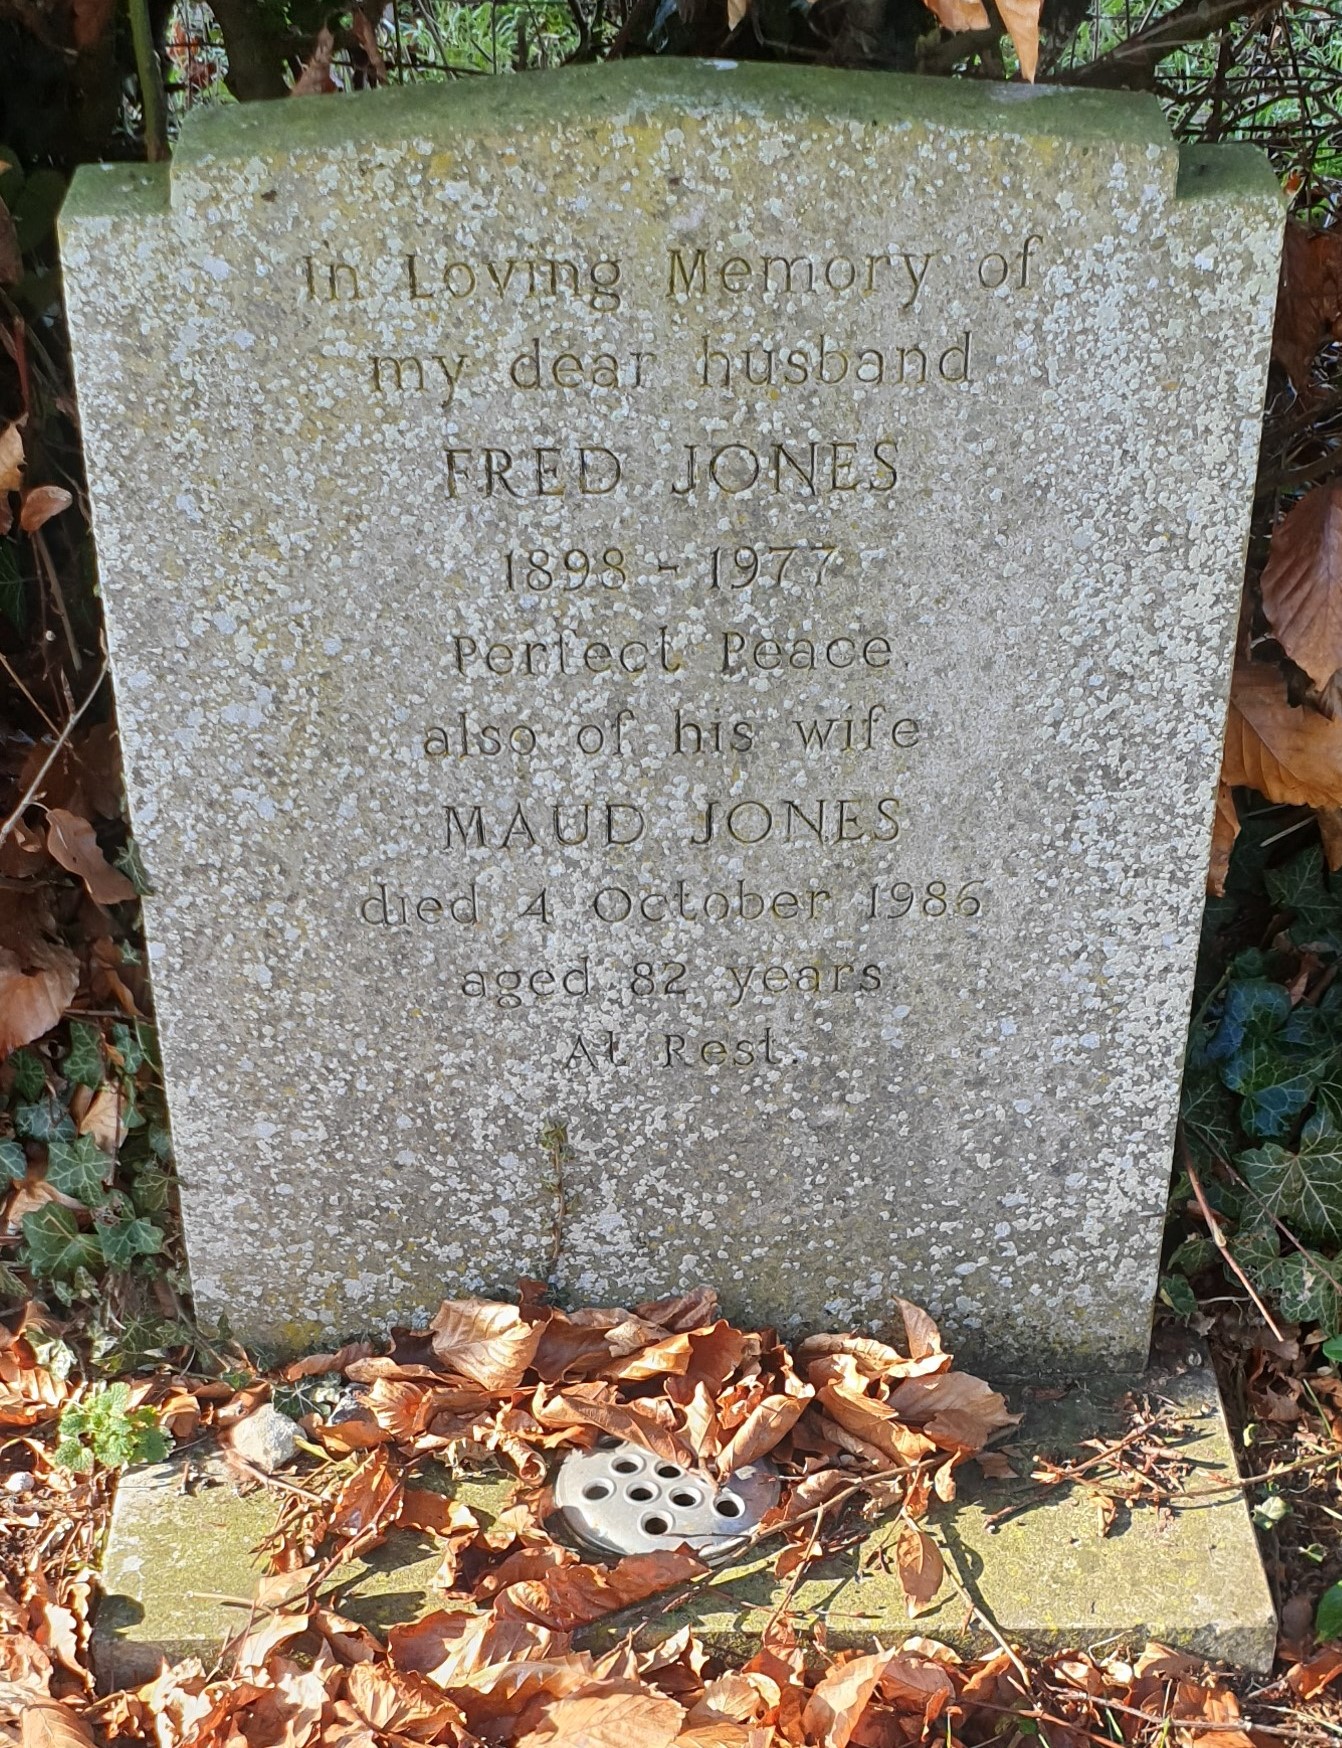 In Loving Memory of
my dear husband
FRED JONES
1898 - 1977
Perfect Peace.
also of his wife
MAUD JONES
died 4 October 1986
aged 82 years.
At Rest.